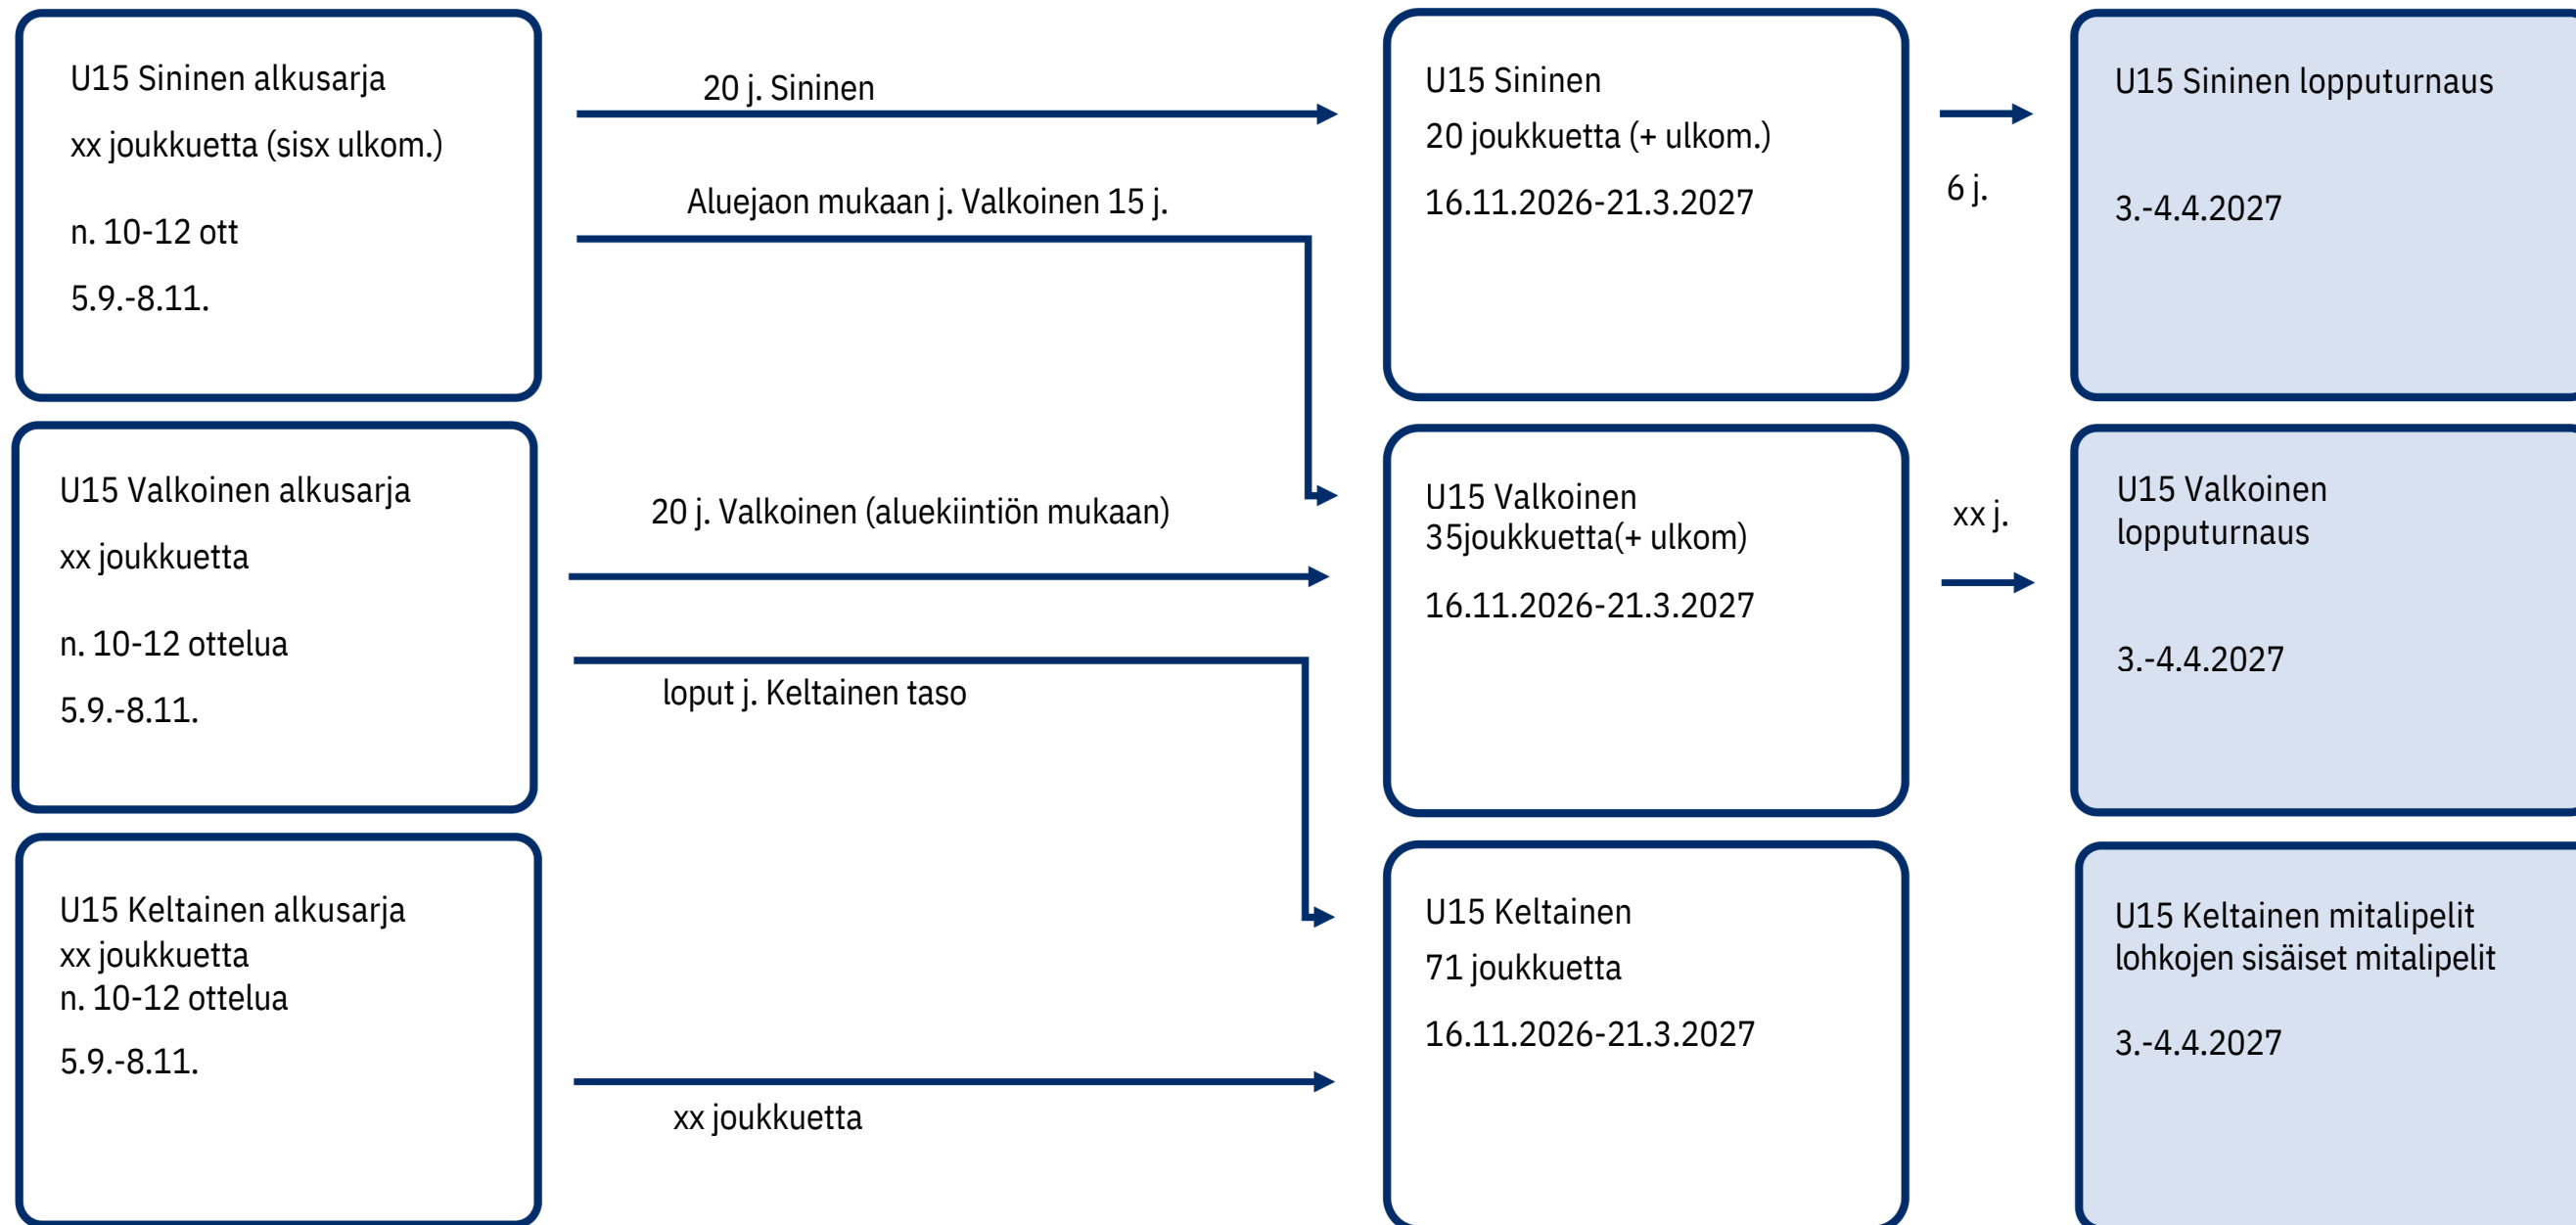 U15 Sininen alkusarja
xx joukkuetta (sisx ulkom.)
n. 10-12 ott
5.9.-8.11.
20 j. Sininen
Aluejaon mukaan j. Valkoinen 15 j.
U15 Sininen
20 joukkuetta (+ ulkom.)
16.11.2026-21.3.2027
6 j.
U15 Sininen lopputurnaus
3.-4.4.2027
U15 Valkoinen alkusarja
xx joukkuetta
n. 10-12 ottelua
5.9.-8.11.
20 j. Valkoinen (aluekiintiön mukaan)
loput j. Keltainen taso
U15 Valkoinen
35joukkuetta(+ ulkom)
16.11.2026-21.3.2027
xx j.
U15 Valkoinen
lopputurnaus
3.-4.4.2027
U15 Keltainen alkusarja
xx joukkuetta
n. 10-12 ottelua
5.9.-8.11.
xx joukkuetta
U15 Keltainen
71 joukkuetta
16.11.2026-21.3.2027
U15 Keltainen mitalipelit
lohkojen sisäiset mitalipelit
3.-4.4.2027